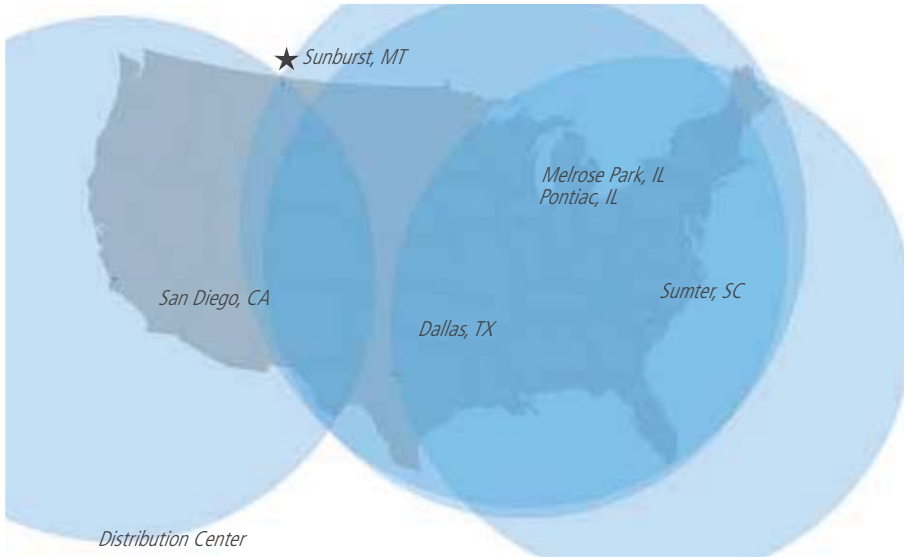 Sunburst, MT
Melrose Park, IL
Pontiac, IL
San Diego, CA
Sumter, SC
Dallas, TX
Distribution Center